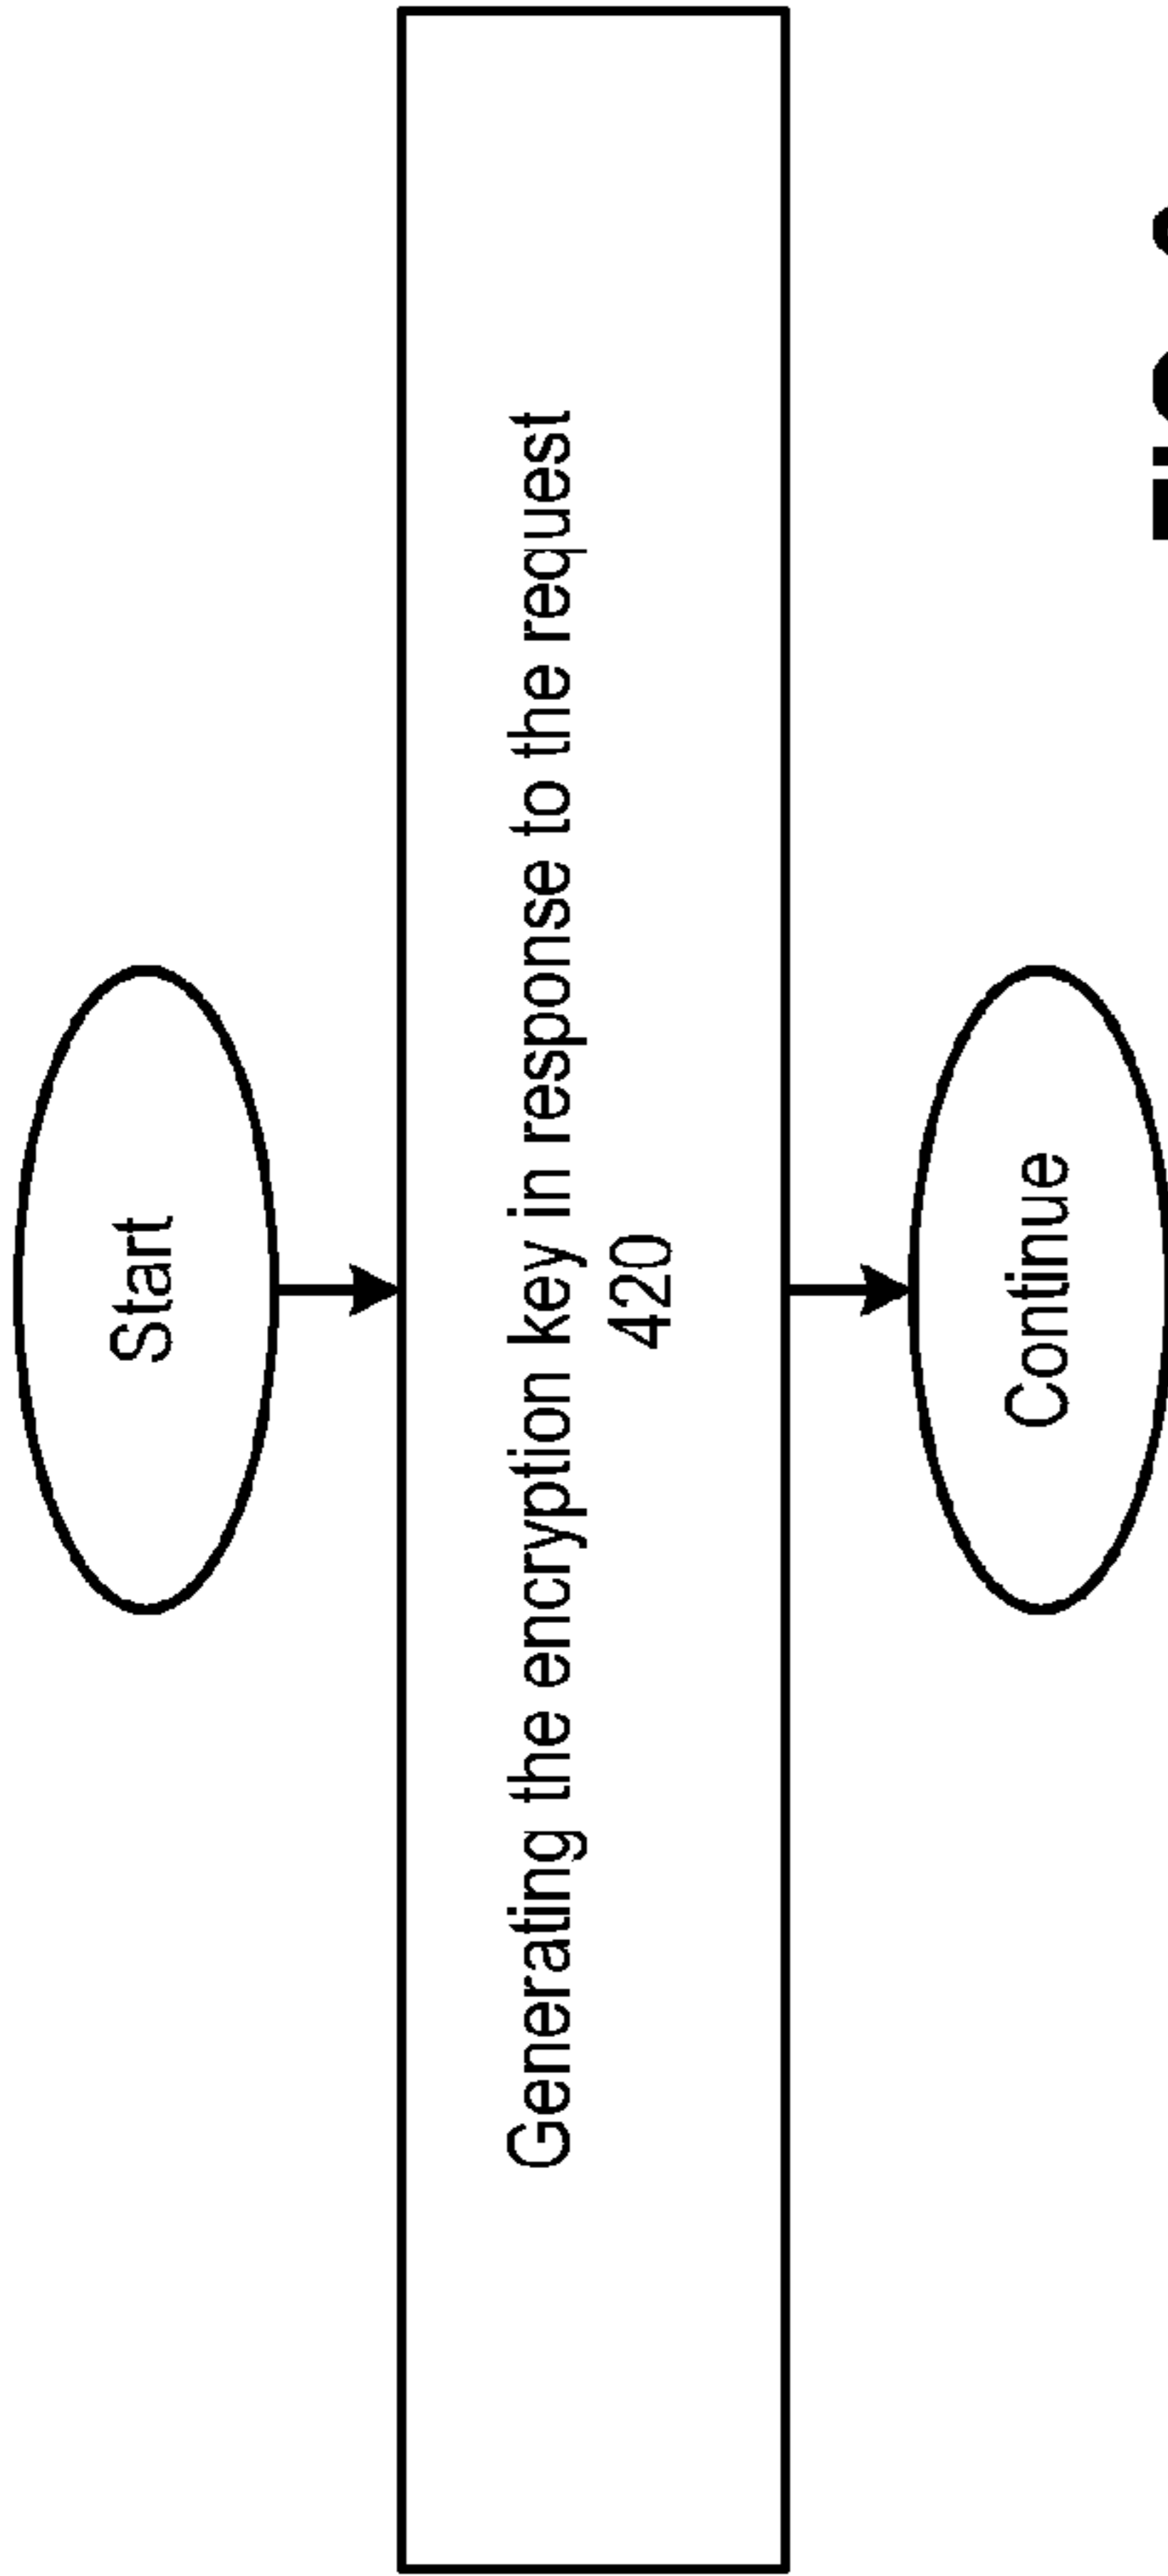 Start
Generating the encryption key in response to the request
420
Continue